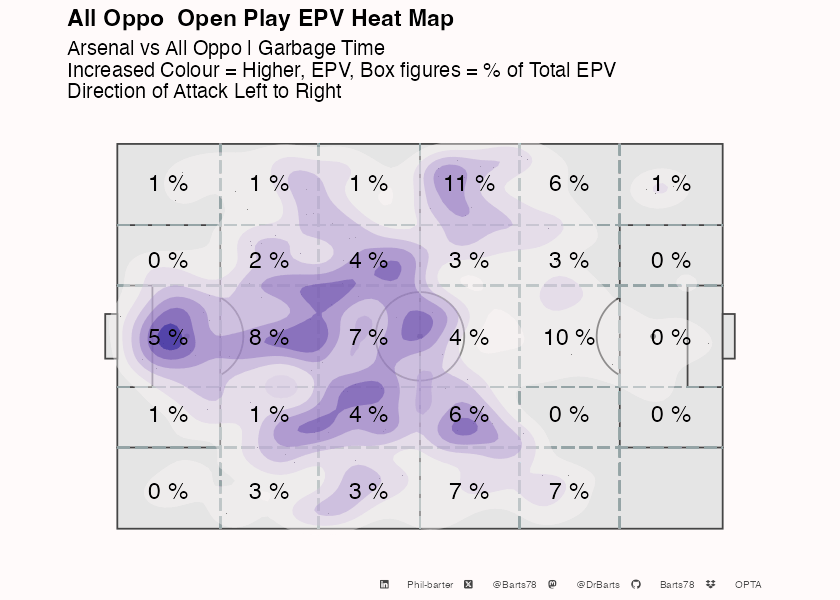 All Oppo  Open Play EPV Heat Map
Arsenal vs All Oppo | Garbage Time
Increased Colour = Higher, EPV, Box figures = % of Total EPV
Direction of Attack Left to Right
1 % 1 % 1 % 11 % 6 % 1 %
0 % 2 % 4 % 3 % 3 % 0 %
5 % 8 % 7 % 4 % 10 % 0 %
1 % 1 % 4 % 6 % 0 % 0 %
0 % 3 % 3 % 7 % 7 %
Phil-barter @Barts78 @DrBarts Barts78 OPTA